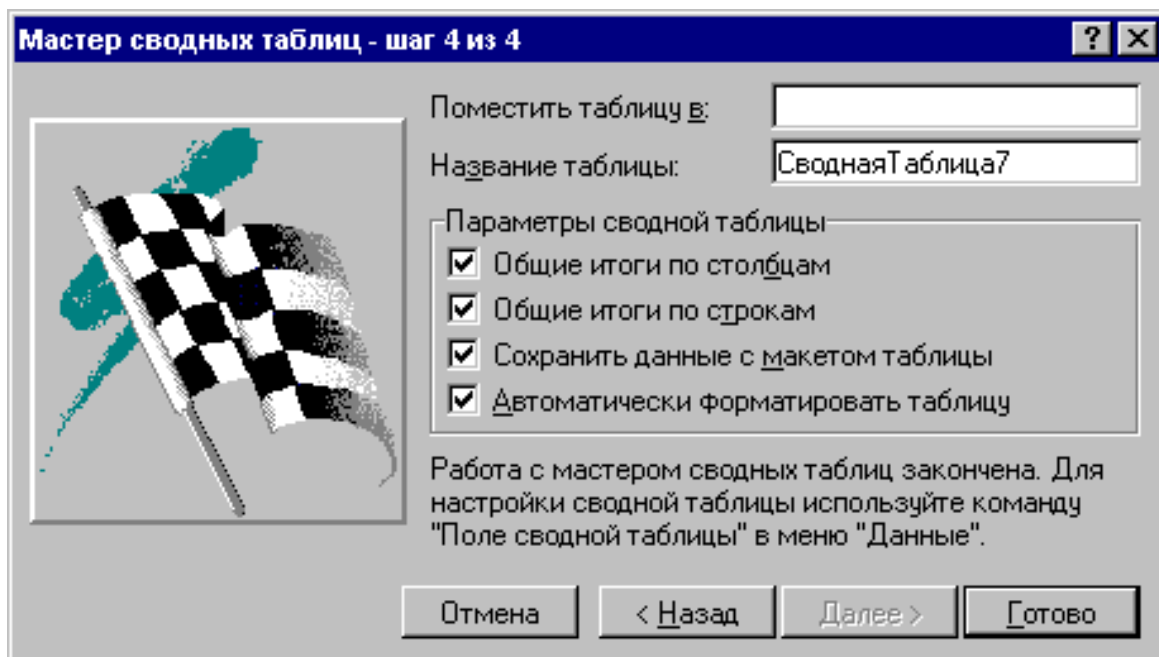 Мастер сводных таблиц - шаг 4 из 4
Поместить таблицу в:
Название таблицы: СводнаяТаблица7
Параметры сводной таблицы
Общие итоги по столбцам
Общие итоги по строкам
Сохранить данные с макетом таблицы
Автоматически форматировать таблицу
Работа с мастером сводных таблиц закончена. Для
настройки сводной таблицы используйте команду
"Поле сводной таблицы" в меню "Данные".
Отмена < Назад Далее > Готово